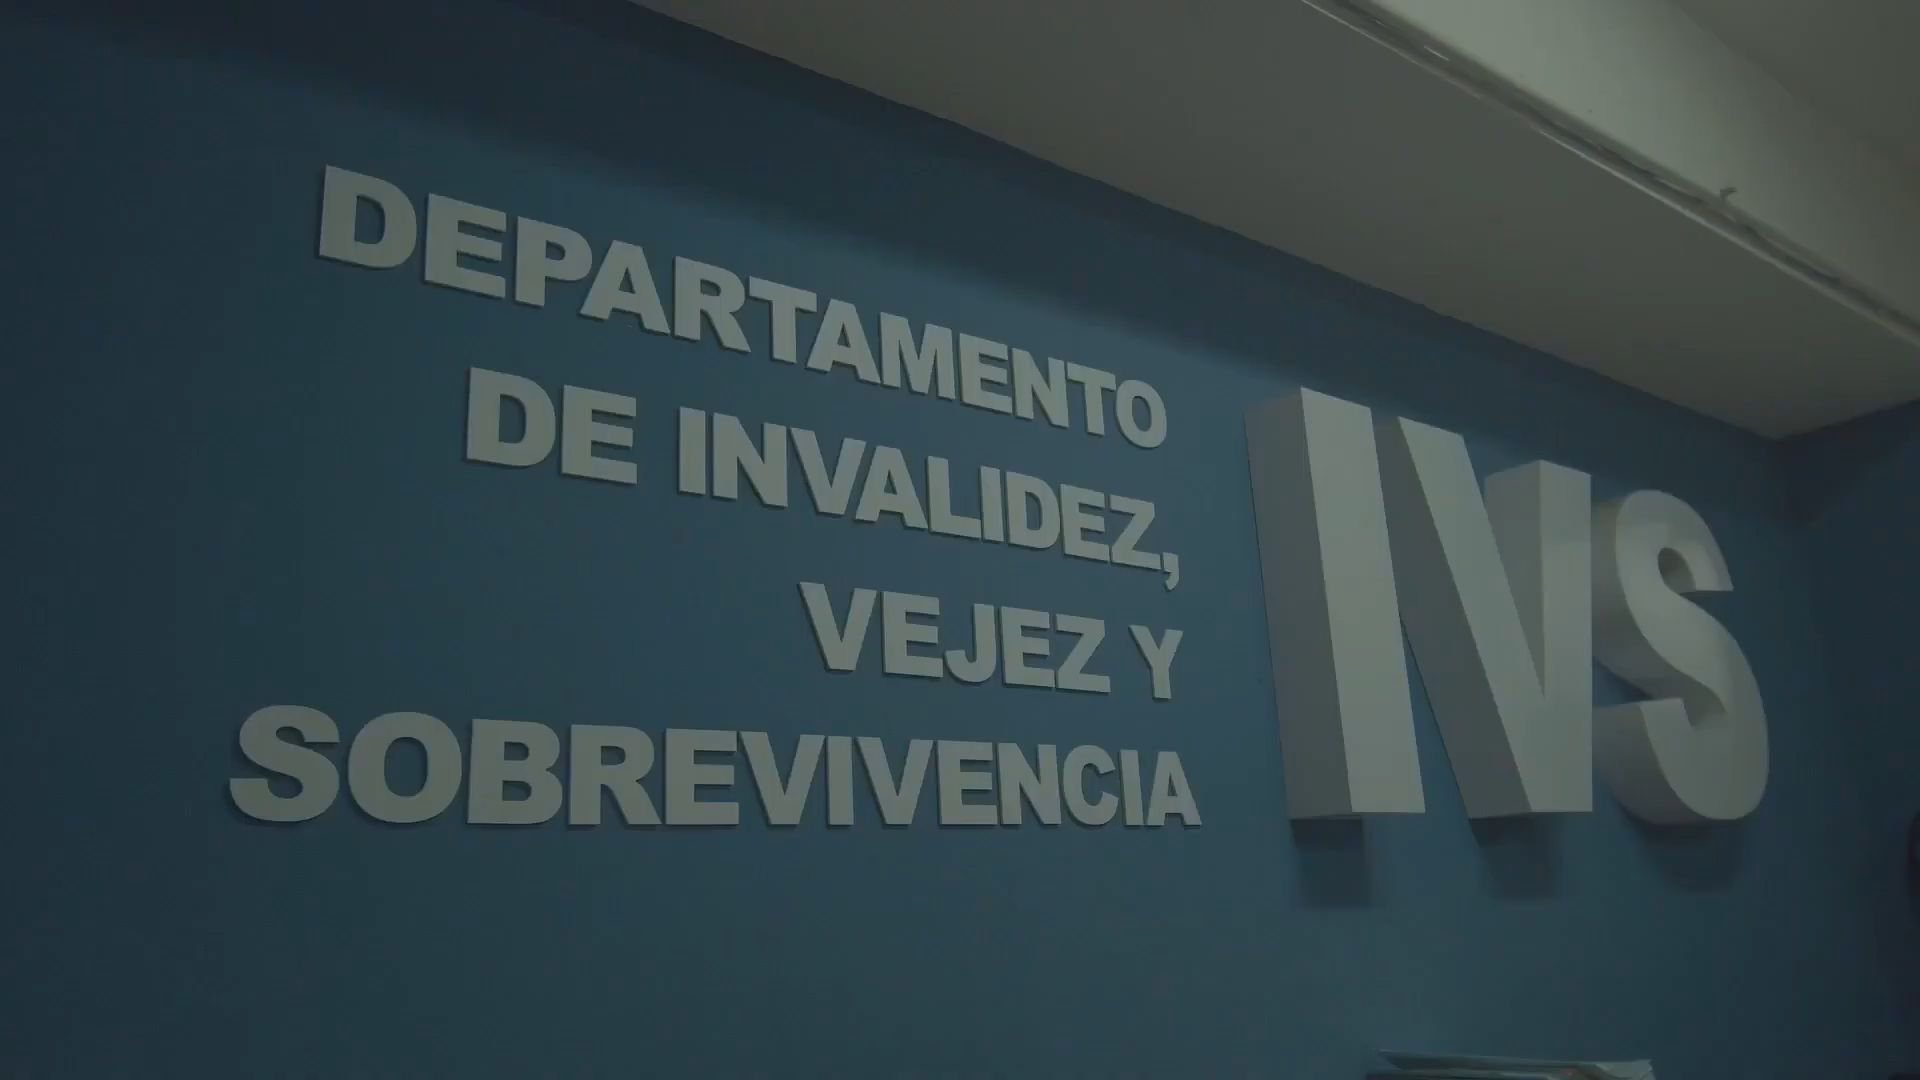 DEPARTAMENTO
DE INVALIDEZ,
VEJEZ Y
SOBREVIVENCIA
IVS